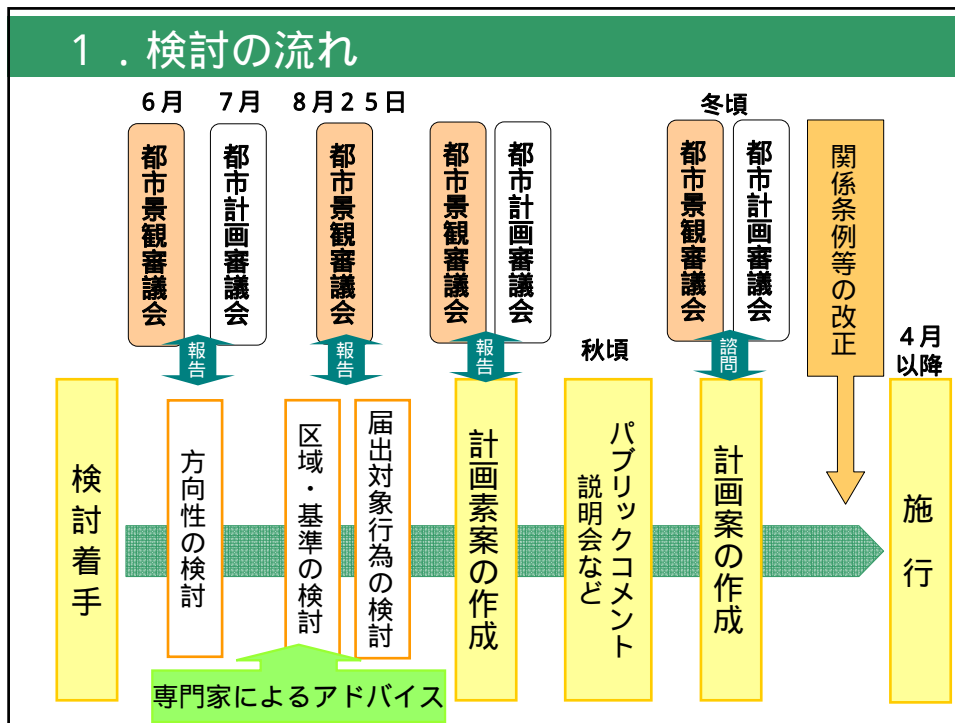 １．検討の流れ
６月
７月
８月２５日
冬頃
都市景観審議会
都市計画審議会
都市景観審議会
都市景観審議会
都市計画審議会
都市景観審議会
都市計画審議会
関係条例等の改正
報告
報告
報告
諮問
秋頃
４月
以降
検討着手
方向性の検討
区域・基準の検討
届出対象行為の検討
計画素案の作成
パブリックコメント
説明会など
計画案の作成
施行
専門家によるアドバイス